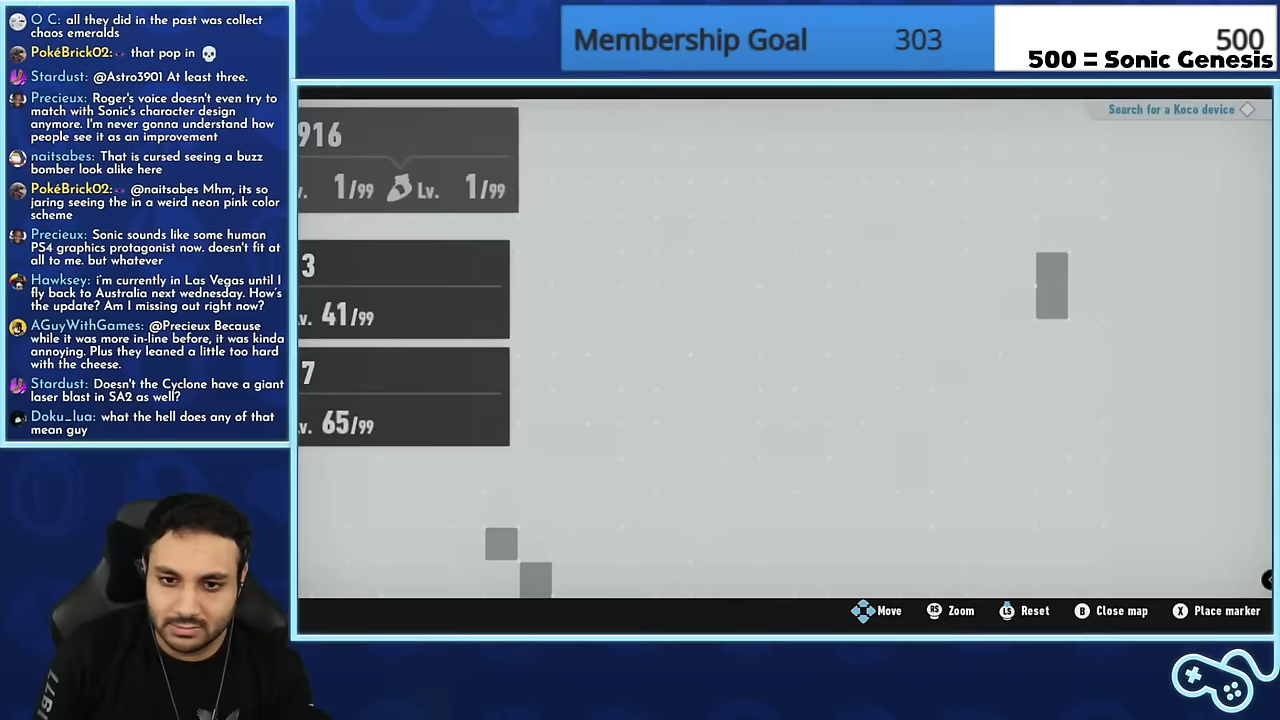 O C: all they did in the past was collect
chaos emeralds
PokéBrick02: that pop in 💀
Stardust: @Astro3901 At least three.
Precieux: Roger's voice doesn't even try to
match with Sonic's character design
anymore. I'm never gonna understand how
people see it as an improvement
naitsabes: That is cursed seeing a buzz
bomber look alike here
PokéBrick02: @naitsabes Mhm, its so
jaring seeing the in a weird neon pink color
scheme
Precieux: Sonic sounds like some human
PS4 graphics protagonist now. doesn't fit at
all to me. but whatever
Hawksey: i'm currently in Las Vegas until I
fly back to Australia next wednesday. How's
the update? Am I missing out right now?
AGuyWithGames: @Precieux Because
while it was more in-line before, it was kinda
annoying. Plus they leaned a little too hard
with the cheese.
Stardust: Doesn't the Cyclone have a giant
laser blast in SA2 as well?
Doku_lua: what the hell does any of that
mean guy
Membership Goal 303 500
500 = Sonic Genesis
Search for a Koco device
916
v. 1/99 Lv. 1/99
3
v. 41/99
7
v. 65/99
RS LS B X
Move Zoom Reset Close map Place marker
1977